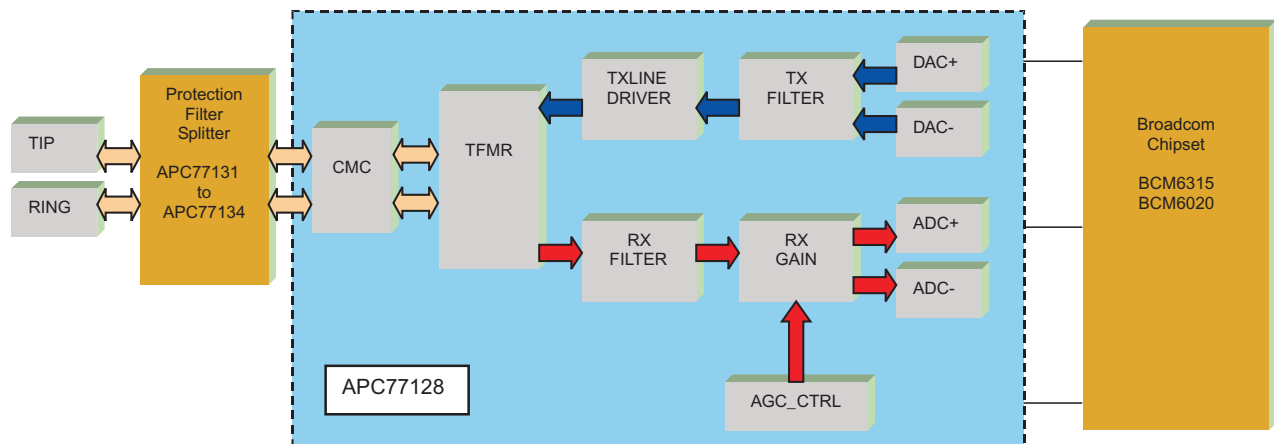 TIP
RING
Protection
Filter
Splitter
APC77131
to
APC77134
CMC
TFMR
TXLINE
DRIVER
TX
FILTER
DAC+
DAC-
RX
FILTER
RX
GAIN
ADC+
ADC-
AGC_CTRL
APC77128
Broadcom
Chipset
BCM6315
BCM6020